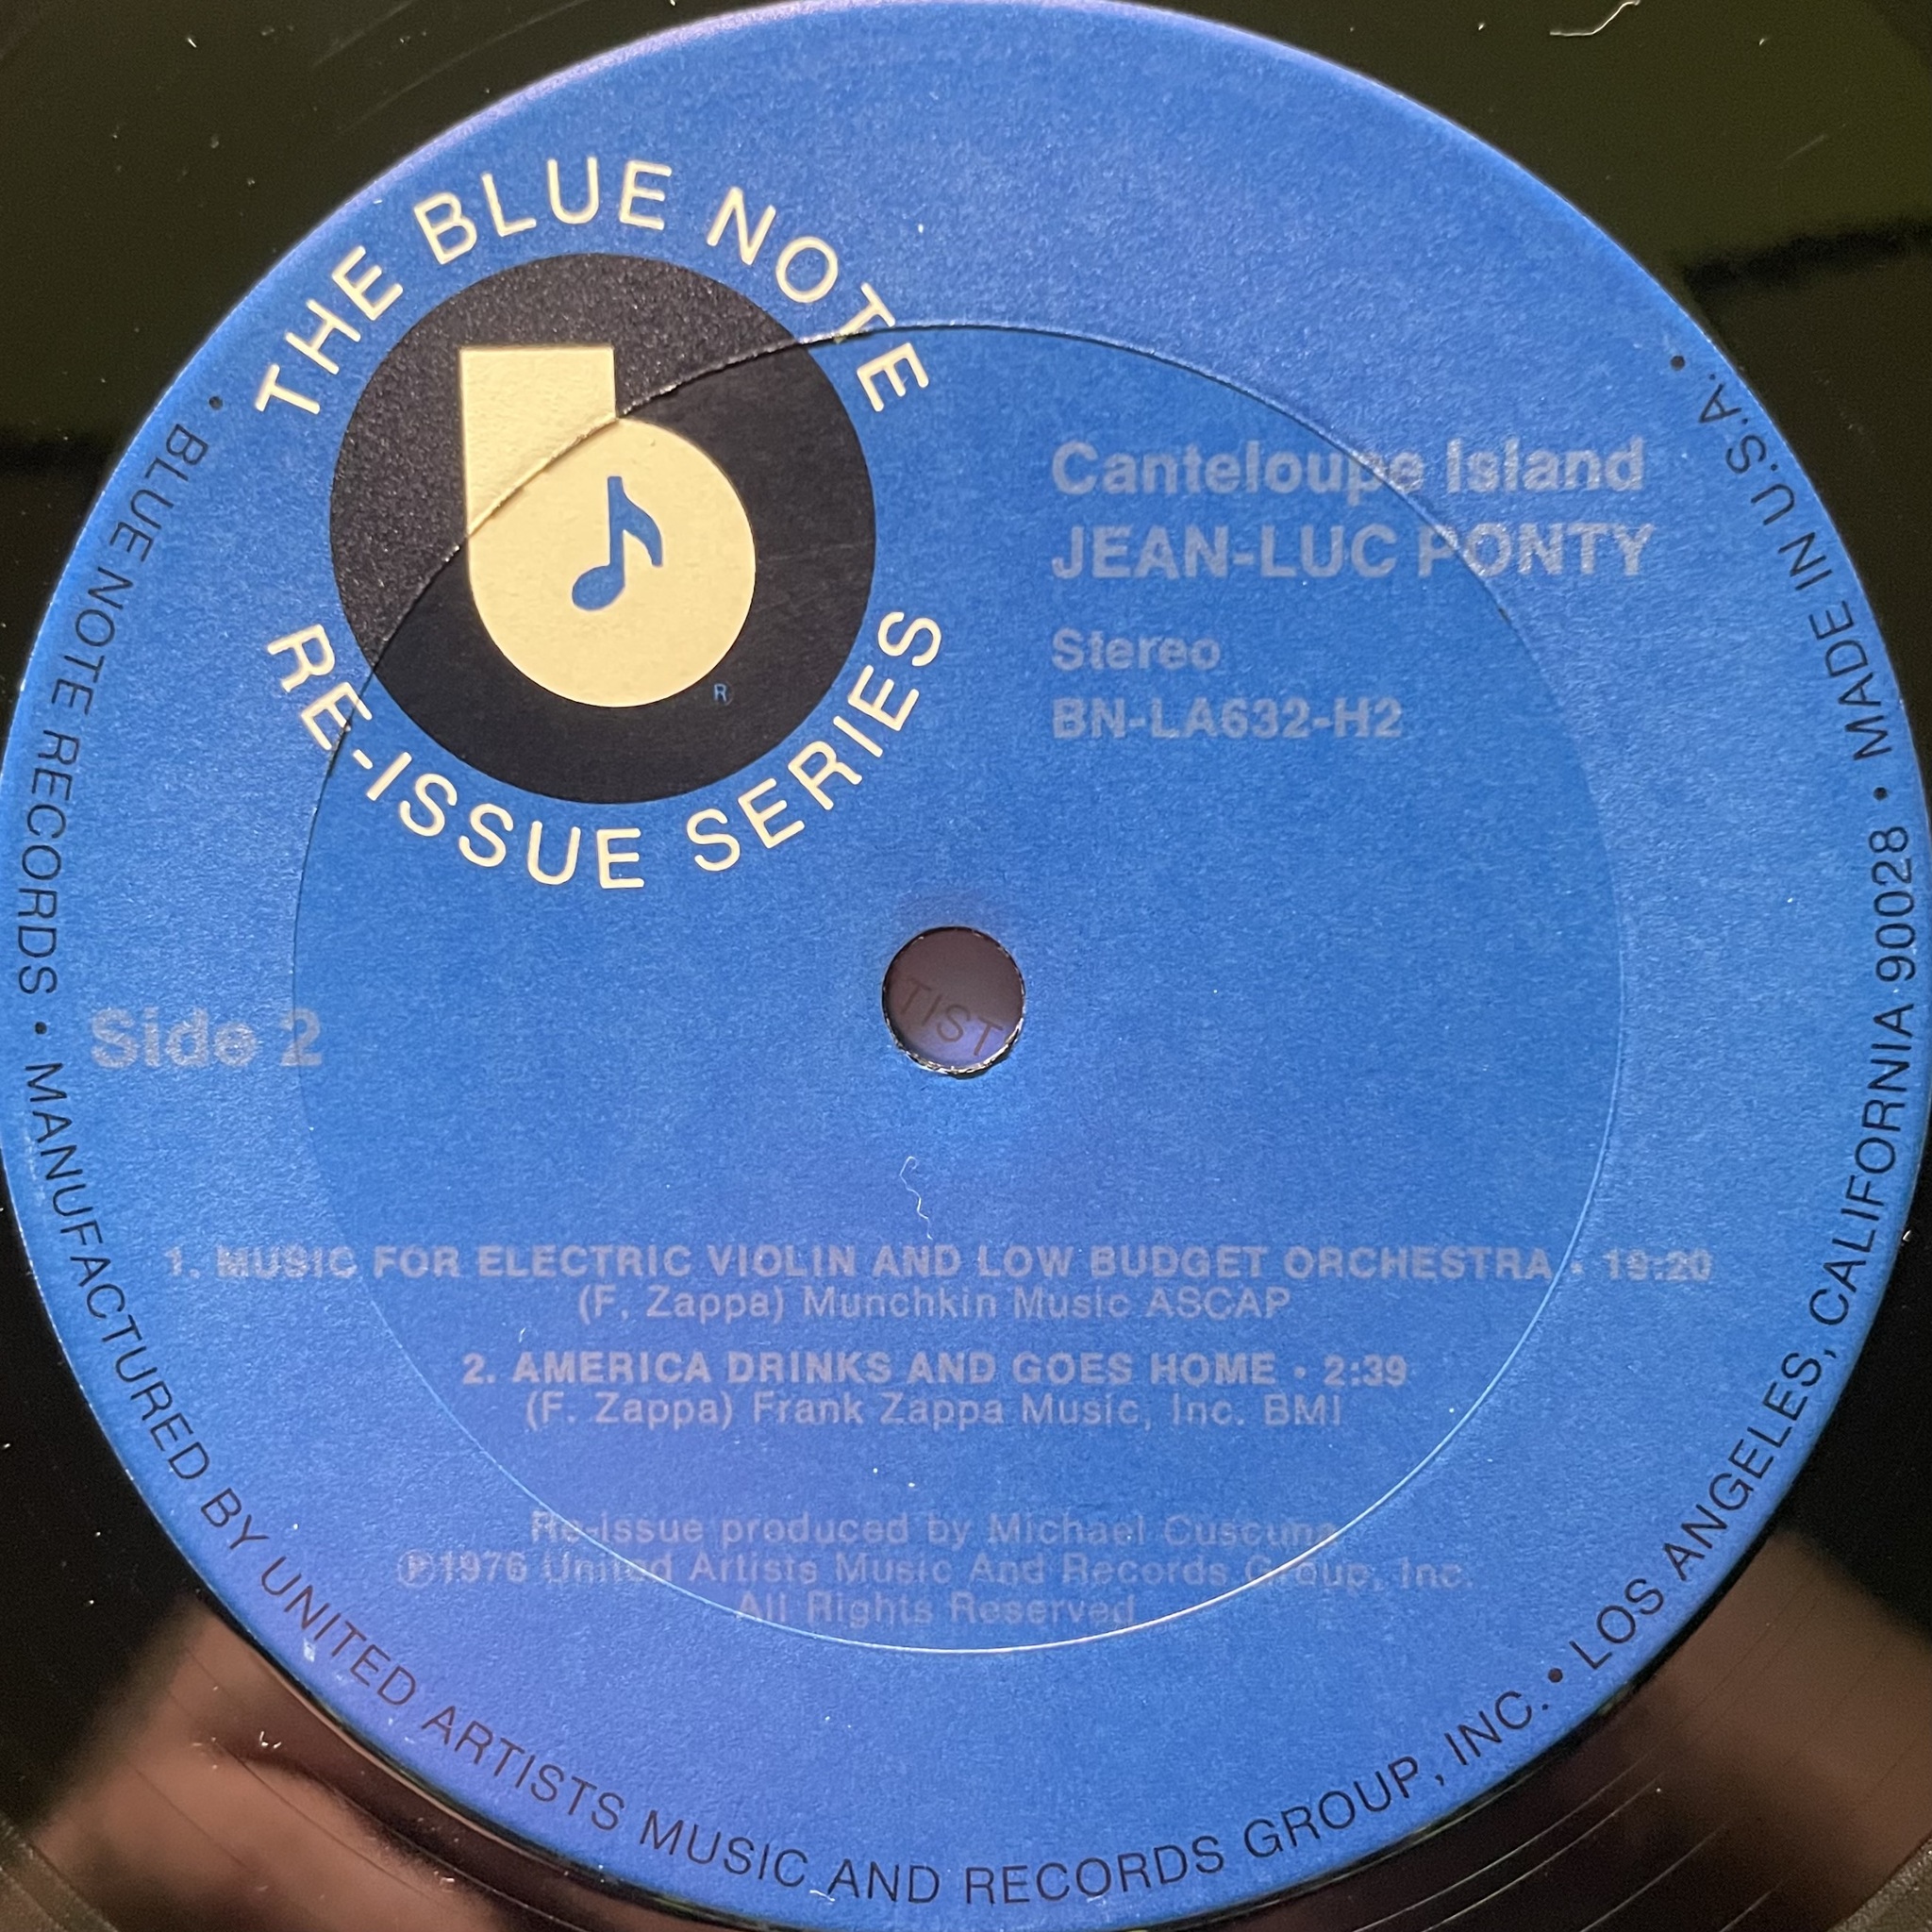 THE BLUE NOTE
RE-ISSUE SERIES
R
Canteloupe Island
JEAN-LUC PONTY
Stereo
BN-LA632-H2
Side 2
TIST
1. MUSIC FOR ELECTRIC VIOLIN AND LOW BUDGET ORCHESTRA • 19:20
(F. Zappa) Munchkin Music ASCAP
2. AMERICA DRINKS AND GOES HOME • 2:39
(F. Zappa) Frank Zappa Music, Inc. BMI
Re-issue produced by Michael Cuscuna
℗1976 United Artists Music And Records Group, Inc.
All Rights Reserved
• BLUE NOTE RECORDS • MANUFACTURED BY UNITED ARTISTS MUSIC AND RECORDS GROUP, INC. • LOS ANGELES, CALIFORNIA 90028 • MADE IN U.S.A. •